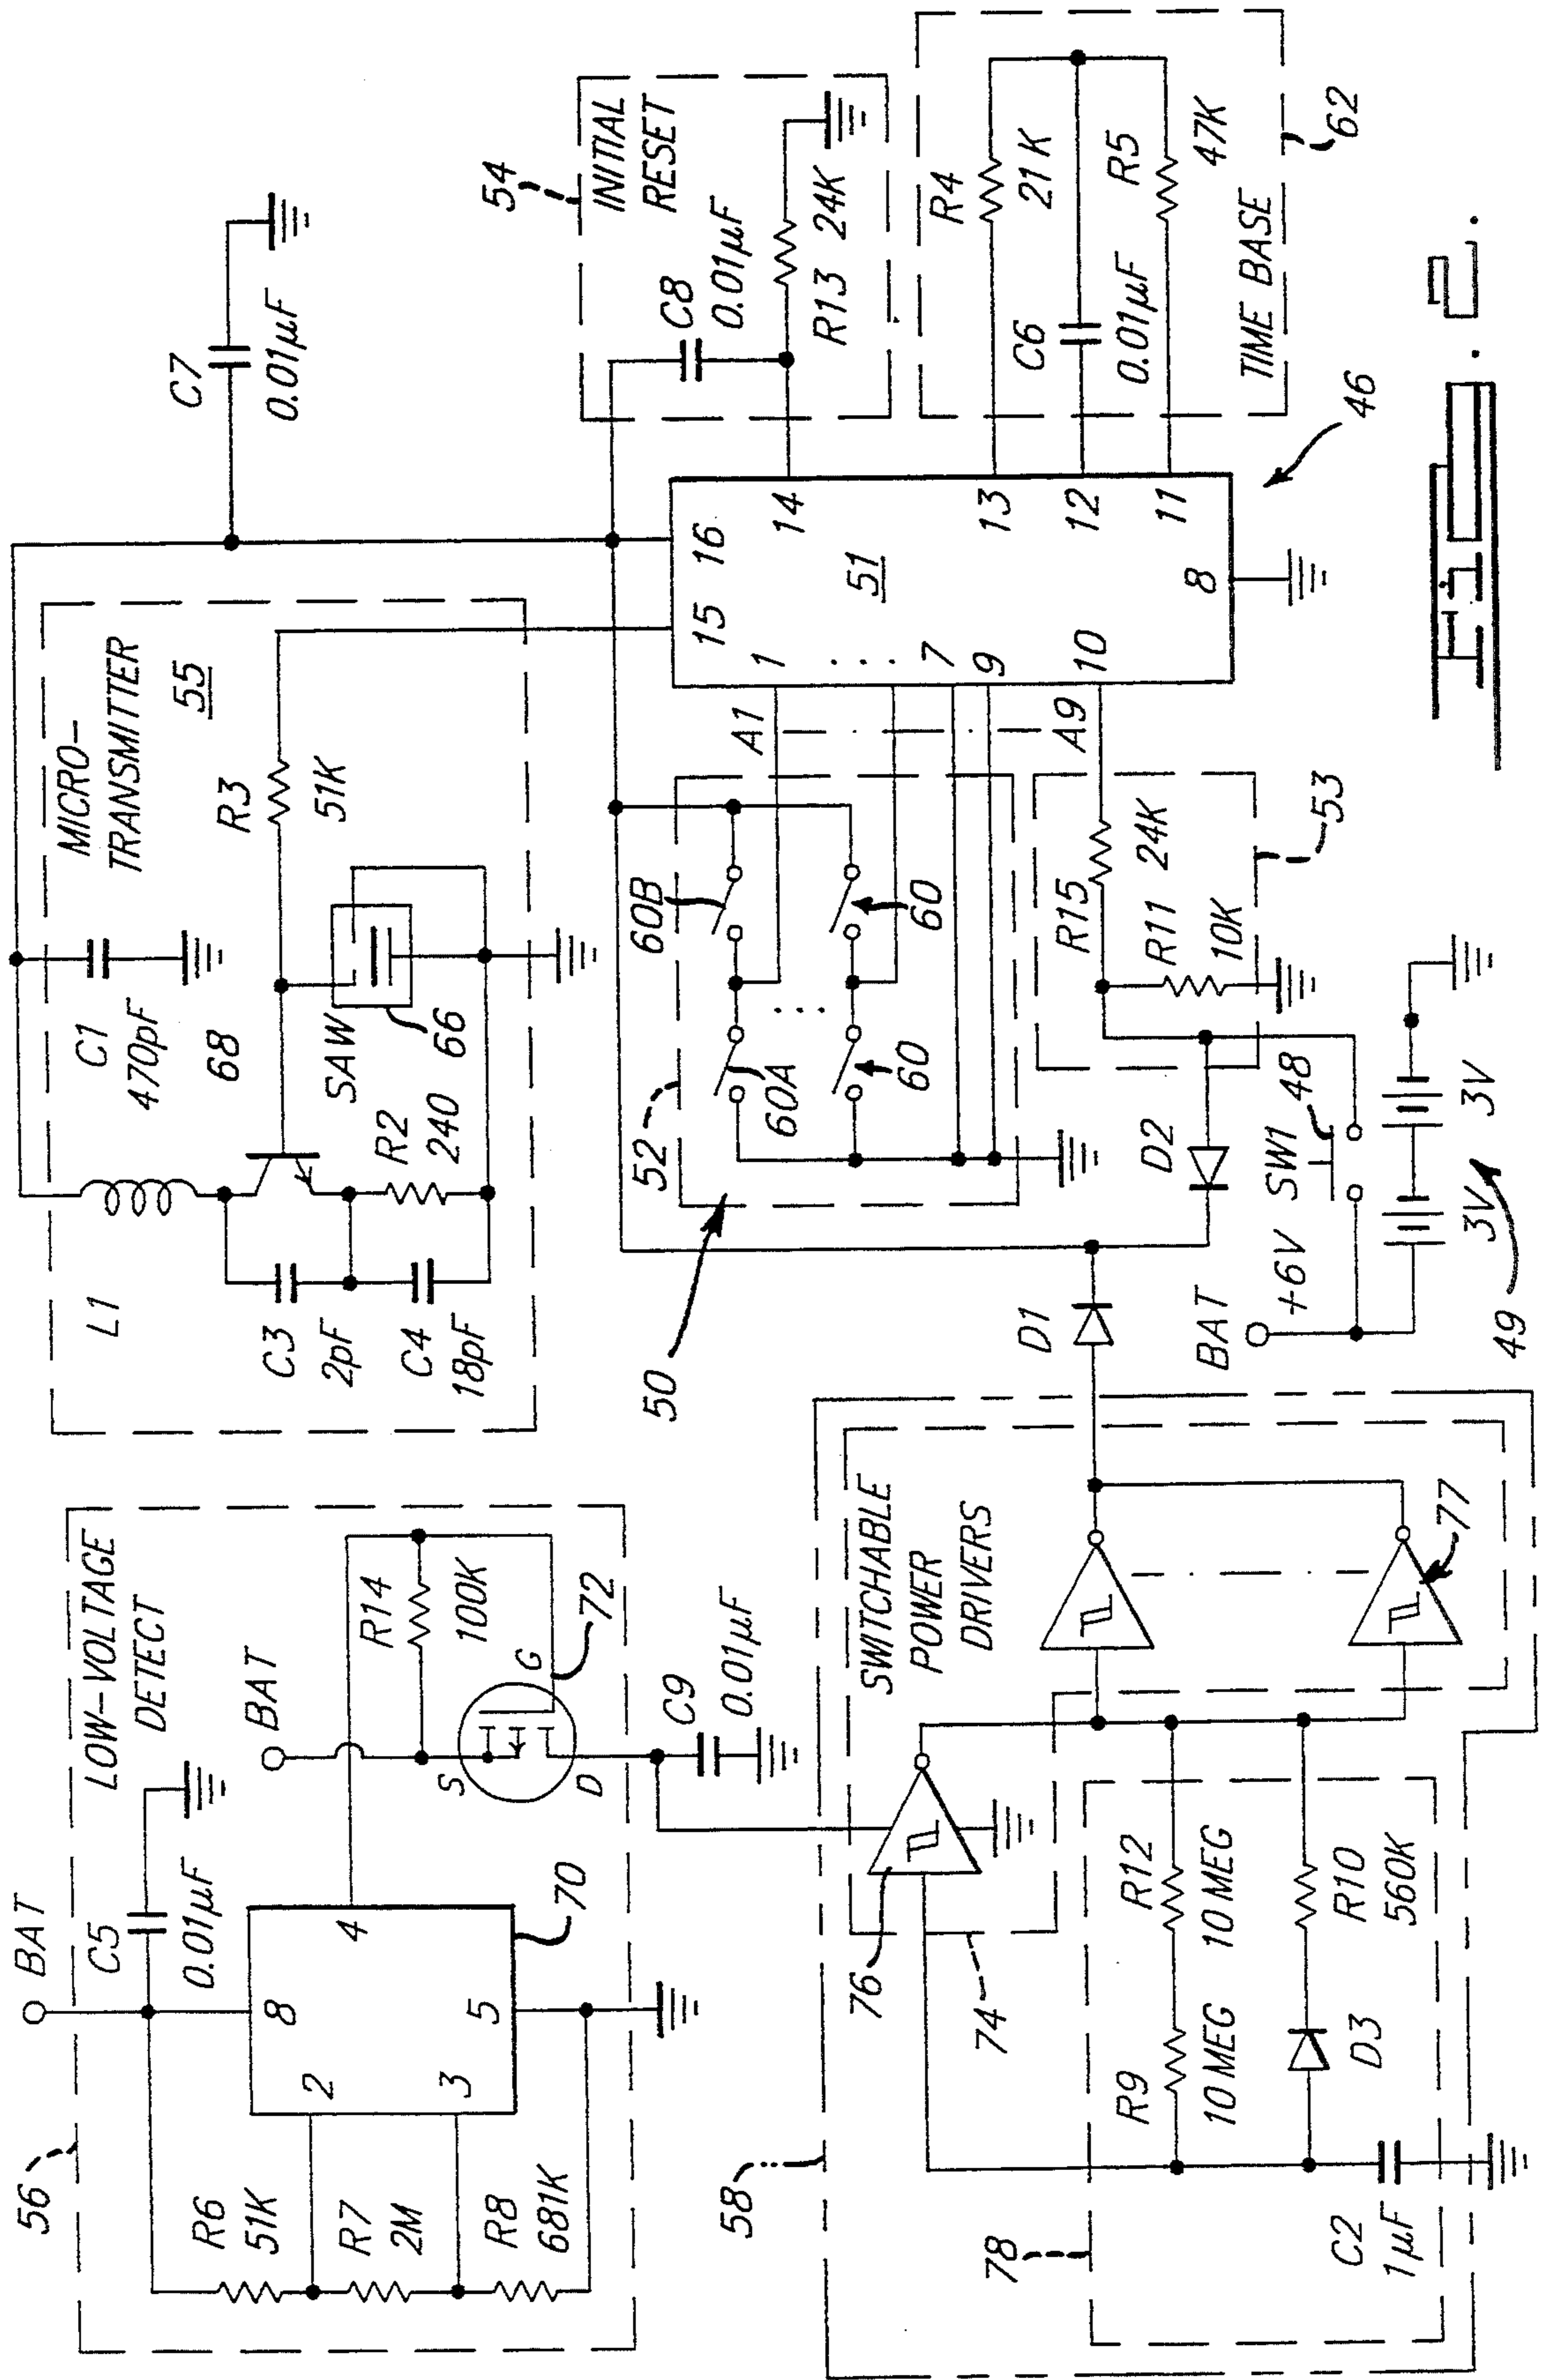 56
BAT
C5
0.01µF
LOW-VOLTAGE
DETECT
R6
51K
R7
2M
R8
681K
8
2
3
4
5
70
BAT
R14
100K
S
G
D
72
C9
0.01µF
L1
C3
2pF
C4
18pF
C1
470pF
68
R2
240
SAW
66
MICRO-
TRANSMITTER
55
R3
51K
C7
0.01µF
54
INITIAL
RESET
C8
0.01µF
R13 24K
15
16
14
1
51
7
9
10
8
13
12
11
R4
21K
C6
0.01µF
R5
47K
TIME BASE
62
46
50
52
60B
60A
60
60
A1
A9
R15
24K
R11
10K
53
D2
D1
BAT
+6V
SW1
48
3V
3V
49
58
SWITCHABLE
POWER
DRIVERS
76
74
77
78
R9
10 MEG
R12
10 MEG
D3
R10
560K
C2
1µF
Fig. 2.